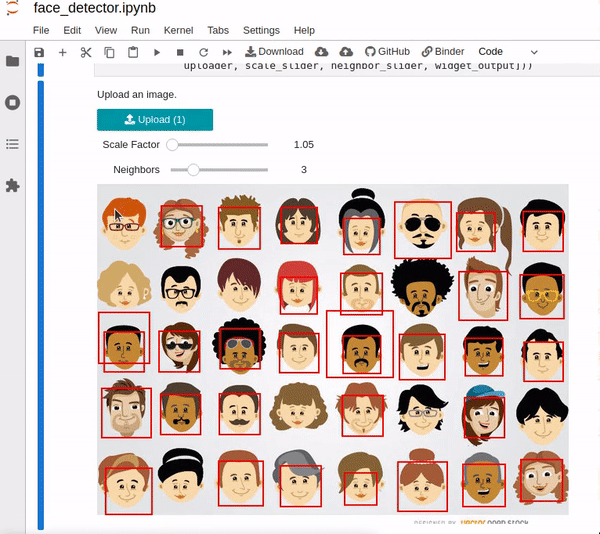 face_detector.ipynb
File Edit View Run Kernel Tabs Settings Help
Download GitHub Binder Code
uploader, scale_slider, neighbor_slider, widget_output]))
Upload an image.
Upload (1)
Scale Factor 1.05
Neighbors 3
DESIGNED BY